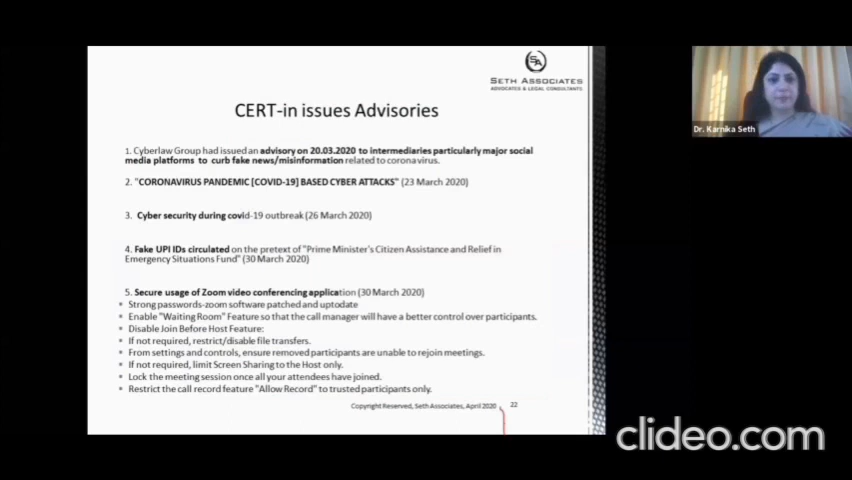 SA
SETH ASSOCIATES
ADVOCATES & LEGAL CONSULTANTS
CERT-in issues Advisories
1. Cyberlaw Group had issued an advisory on 20.03.2020 to intermediaries particularly major social
media platforms to curb fake news/misinformation related to coronavirus.
2. "CORONAVIRUS PANDEMIC [COVID-19] BASED CYBER ATTACKS" (23 March 2020)
3. Cyber security during covid-19 outbreak (26 March 2020)
4. Fake UPI IDs circulated on the pretext of "Prime Minister's Citizen Assistance and Relief in
Emergency Situations Fund" (30 March 2020)
5. Secure usage of Zoom video conferencing application (30 March 2020)
Strong passwords-zoom software patched and uptodate
Enable "Waiting Room" Feature so that the call manager will have a better control over participants.
Disable Join Before Host Feature:
If not required, restrict/disable file transfers.
From settings and controls, ensure removed participants are unable to rejoin meetings.
If not required, limit Screen Sharing to the Host only.
Lock the meeting session once all your attendees have joined.
Restrict the call record feature "Allow Record" to trusted participants only.
Copyright Reserved, Seth Associates, April 2020
22
Dr. Karnika Seth
clideo.com